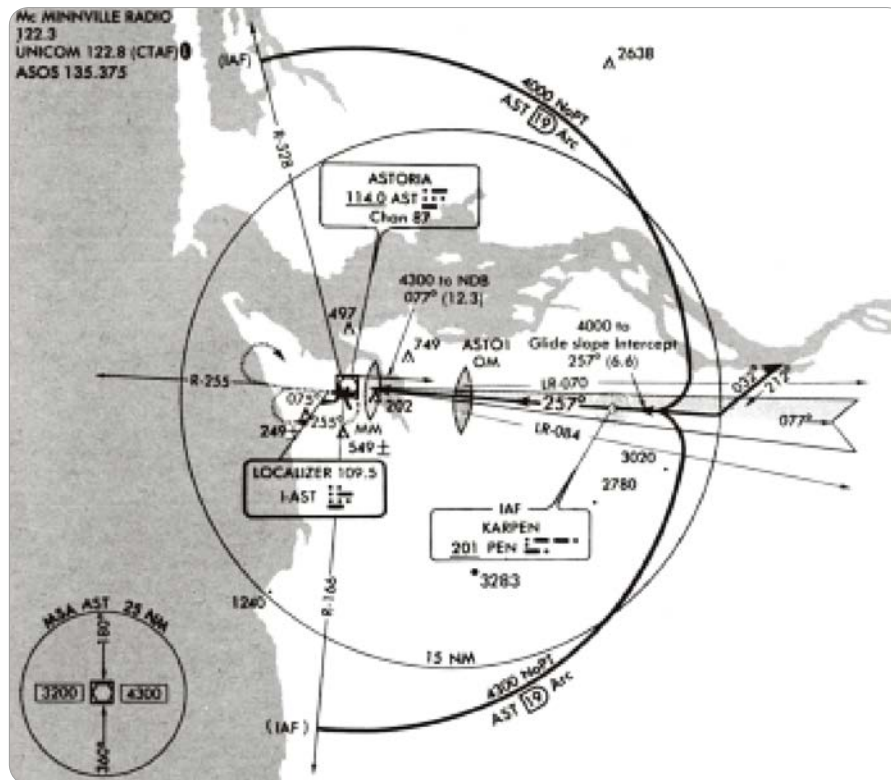 Mc MINNVILLE RADIO
122.3
UNICOM 122.8 (CTAF)
ASOS 135.375
(IAF)
2638
4000 NoPT
AST 19 Arc
R-328
ASTORIA
114.0 AST
Chan 87
4300 to NDB
077° (12.3)
497
749
ASTOI
OM
4000 to
Glide slope Intercept
257° (6.6)
R-255
LR-070
032°
212°
075°
257°
202
077°
249±
255°
MM
549±
LR-084
LOCALIZER 109.5
I-AST
3020
2780
IAF
KARPEN
201 PEN
3283
R-166
1240
MSA AST 25 NM
180°
3200
4300
360°
15 NM
4300 NoPT
AST 19 Arc
(IAF)